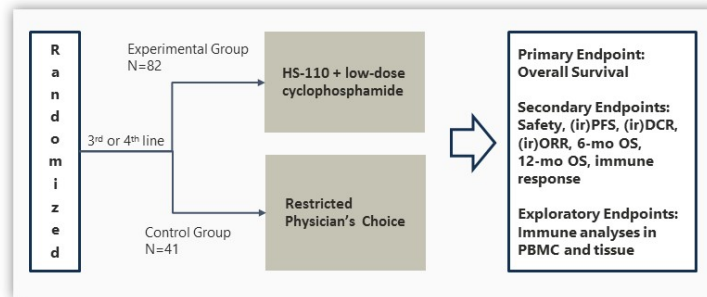 Randomized
3rd or 4th line
Experimental Group
N=82
HS-110 + low-dose
cyclophosphamide
Control Group
N=41
Restricted
Physician's Choice
Primary Endpoint:
Overall Survival
Secondary Endpoints:
Safety, (ir)PFS, (ir)DCR,
(ir)ORR, 6-mo OS,
12-mo OS, immune
response
Exploratory Endpoints:
Immune analyses in
PBMC and tissue